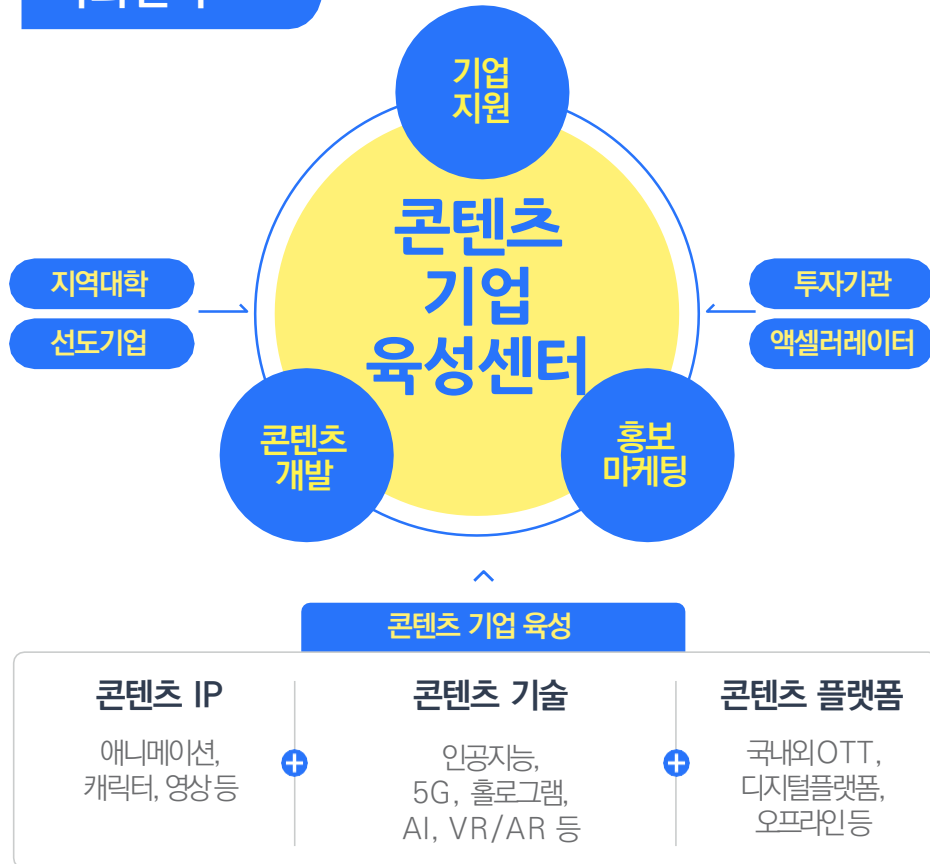 기업
지원
콘텐츠
기업
육성센터
지역대학
선도기업
투자기관
액셀러레이터
콘텐츠
개발
홍보
마케팅
콘텐츠 기업 육성
콘텐츠 IP
애니메이션,
캐릭터, 영상 등
콘텐츠 기술
인공지능,
5G, 홀로그램,
AI, VR/AR 등
콘텐츠 플랫폼
국내외OTT,
디지털플랫폼,
오프라인 등